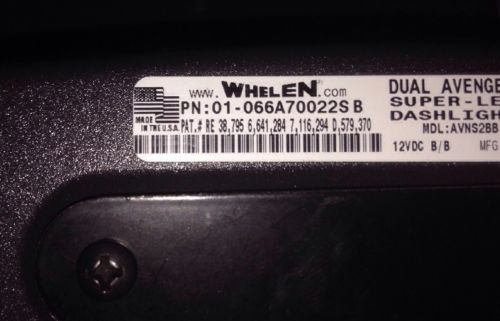 www.WHELEN.com
PN:01-066A70022S B
MADE IN THE U.S.A.
PAT.# RE 38,795 6,641,284 7,116,294 D,579,370
DUAL AVENGE
SUPER-LE
DASHLIGH
MDL:AVNS2BB
12VDC B/B MFG